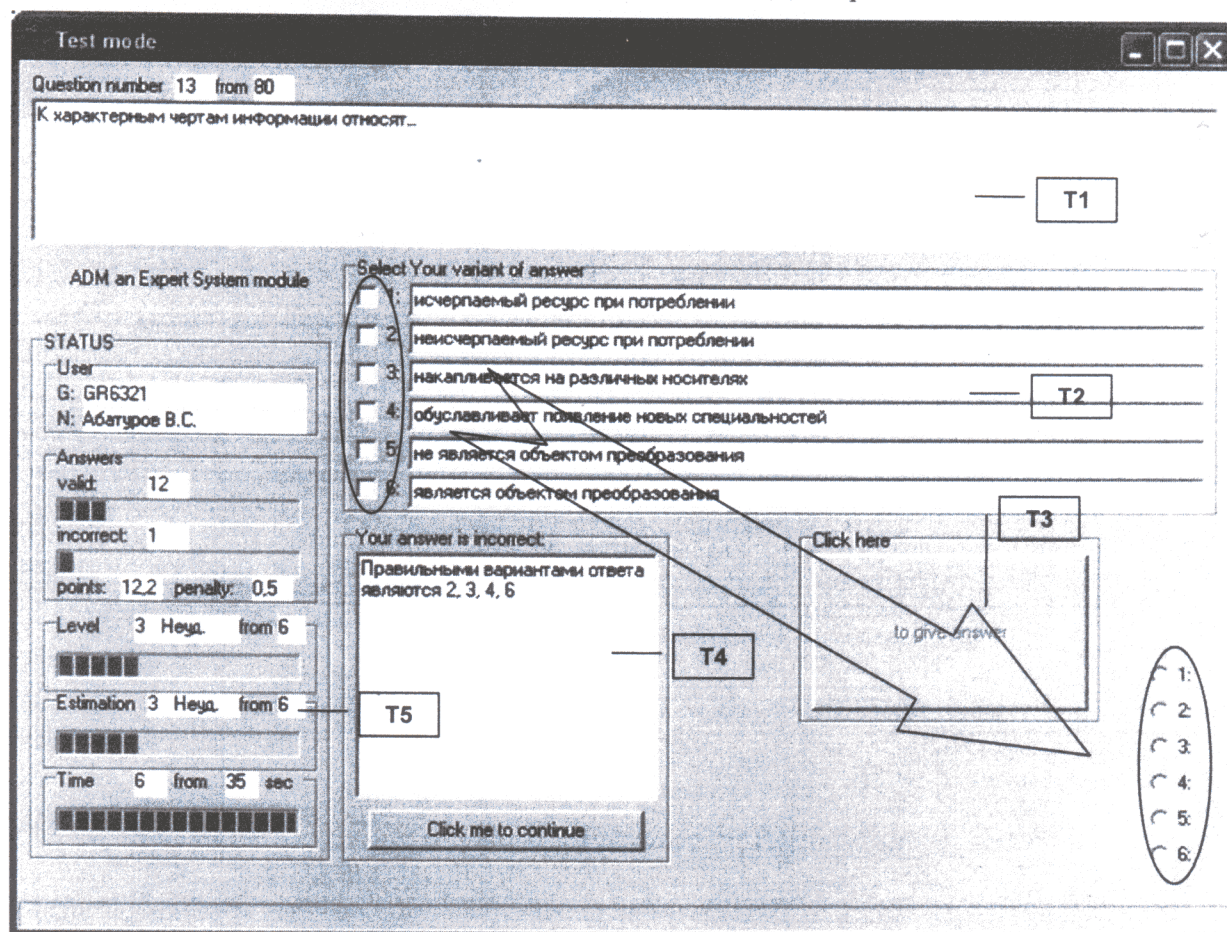 Test mode
Question number 13 from 80
К характерным чертам информации относят...
T1
ADM an Expert System module
Select Your variant of answer
1: исчерпаемый ресурс при потреблении
2: неисчерпаемый ресурс при потреблении
3: накапливается на различных носителях
4: обуславливает появление новых специальностей
5: не является объектом преобразования
6: является объектом преобразования
T2
STATUS
User
G: GR6321
N: Абатуров В.С.
Answers
valid: 12
incorrect: 1
points: 12,2 penalty: 0,5
Level 3 Неуд. from 6
Estimation 3 Неуд. from 6
T5
Time 6 from 35 sec
Your answer is incorrect:
Правильными вариантами ответа
являются 2, 3, 4, 6
T4
Click me to continue
T3
Click here
to give answer
1:
2:
3:
4:
5:
6: